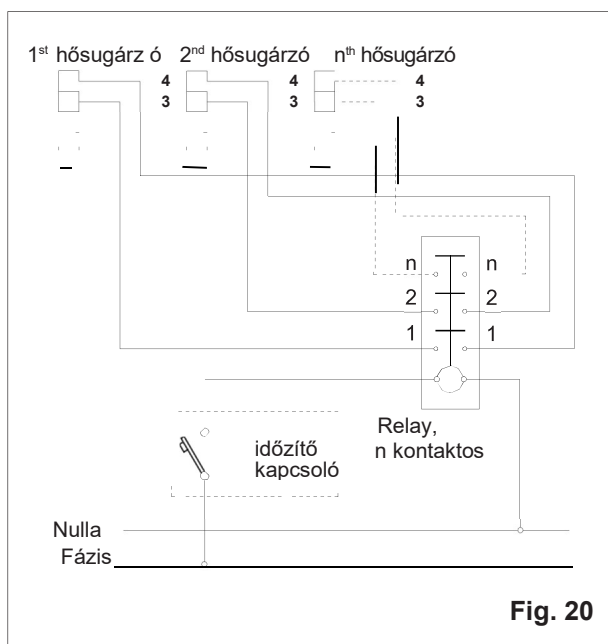 1st hősugárz ó 2nd hősugárzó nth hősugárzó
4 4 4
3 3 3
n n
2 2
1 1
Relay,
n kontaktos
időzítő
kapcsoló
Nulla
Fázis
Fig. 20